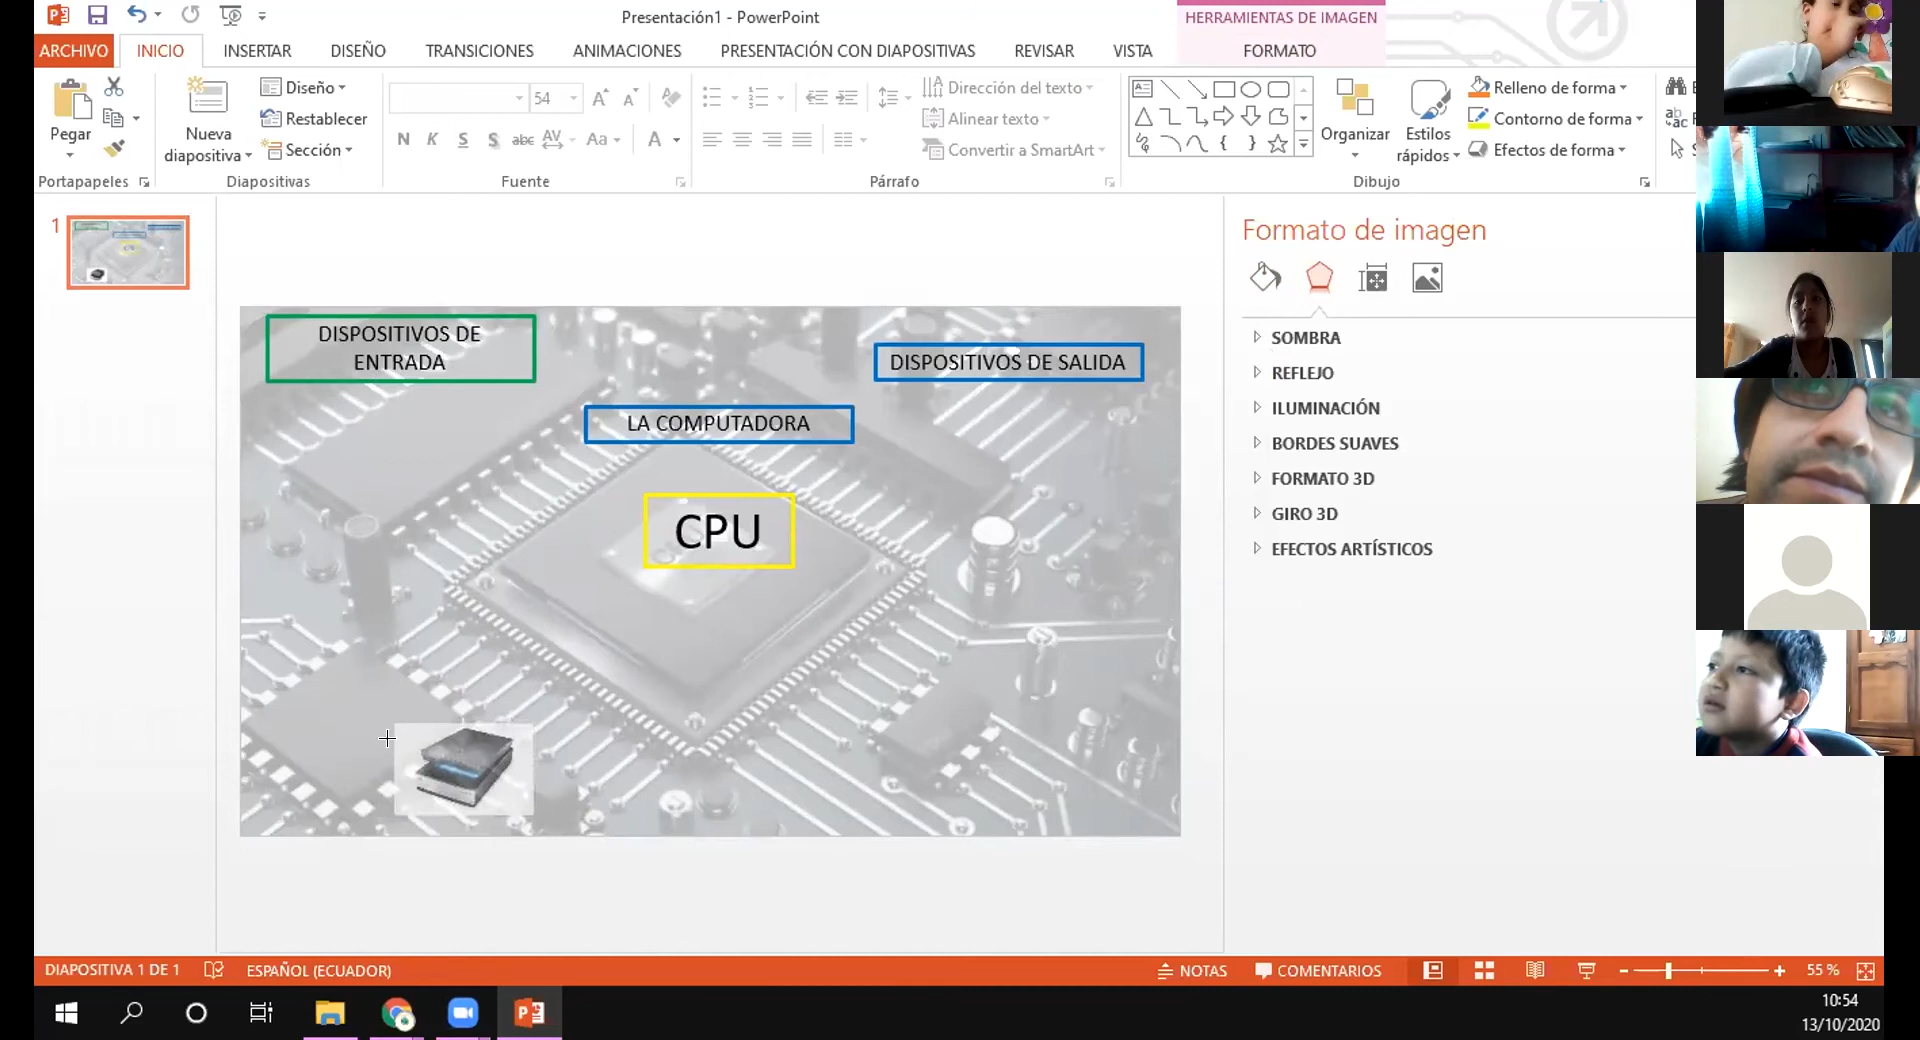 Presentación1 - PowerPoint
HERRAMIENTAS DE IMAGEN
ARCHIVO
INICIO
INSERTAR
DISEÑO
TRANSICIONES
ANIMACIONES
PRESENTACIÓN CON DIAPOSITIVAS
REVISAR
VISTA
FORMATO
Pegar
Portapapeles
Nueva
diapositiva
Diseño
Restablecer
Sección
Diapositivas
54
N K S S abc AV Aa A
Fuente
Dirección del texto
Alinear texto
Convertir a SmartArt
Párrafo
Organizar
Estilos
rápidos
Relleno de forma
Contorno de forma
Efectos de forma
Dibujo
1
DISPOSITIVOS DE
ENTRADA
DISPOSITIVOS DE SALIDA
LA COMPUTADORA
CPU
Formato de imagen
SOMBRA
REFLEJO
ILUMINACIÓN
BORDES SUAVES
FORMATO 3D
GIRO 3D
EFECTOS ARTÍSTICOS
DIAPOSITIVA 1 DE 1
ESPAÑOL (ECUADOR)
NOTAS
COMENTARIOS
55 %
10:54
13/10/2020